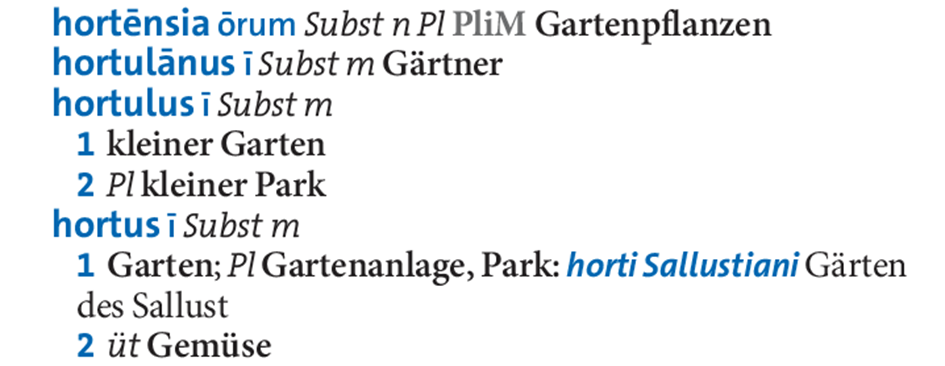 hortēnsia ōrum Subst n Pl PliM Gartenpflanzen
hortulānus ī Subst m Gärtner
hortulus ī Subst m
1 kleiner Garten
2 Pl kleiner Park
hortus ī Subst m
1 Garten; Pl Gartenanlage, Park: horti Sallustiani Gärten
des Sallust
2 üt Gemüse